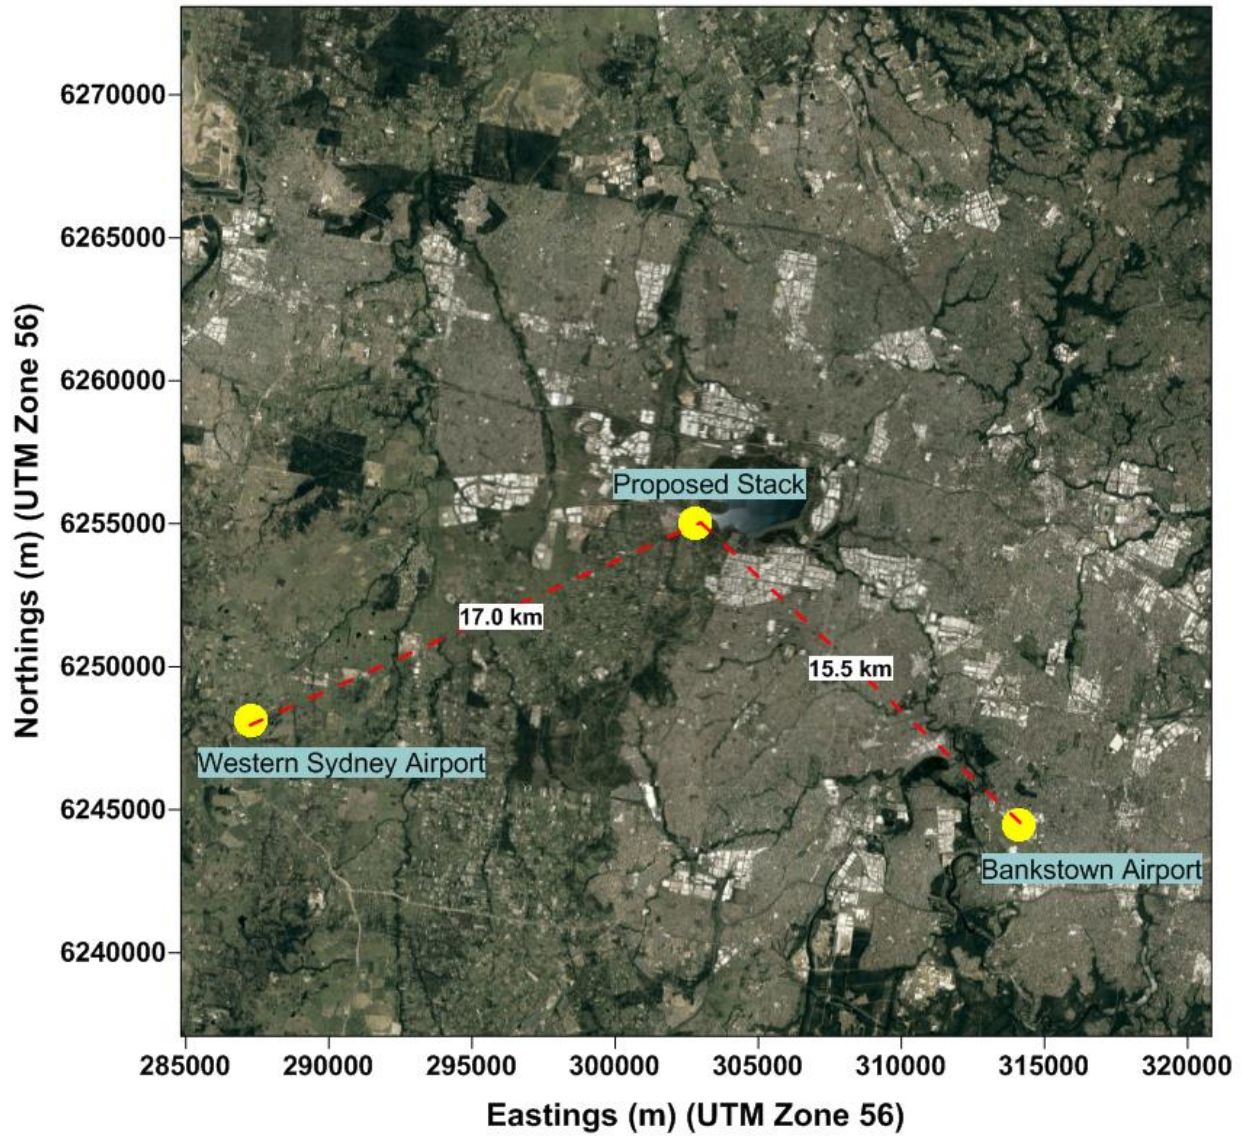 6270000
6265000
6260000
6255000
6250000
6245000
6240000
Northings (m) (UTM Zone 56)
Proposed Stack
17.0 km
15.5 km
Western Sydney Airport
Bankstown Airport
285000 290000 295000 300000 305000 310000 315000 320000
Eastings (m) (UTM Zone 56)